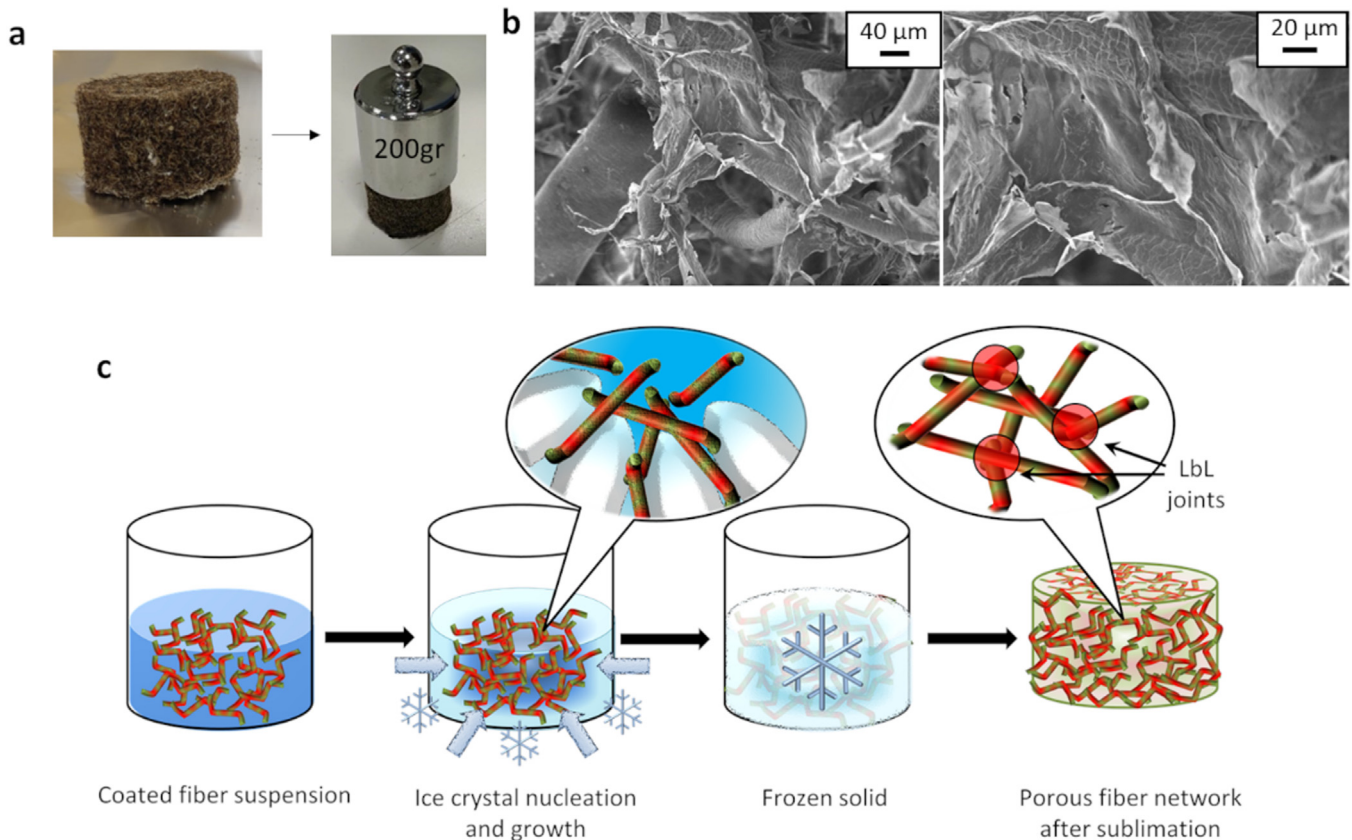 a
b
200gr
40 µm
20 µm
c
LbL
joints
Coated fiber suspension
Ice crystal nucleation
and growth
Frozen solid
Porous fiber network
after sublimation